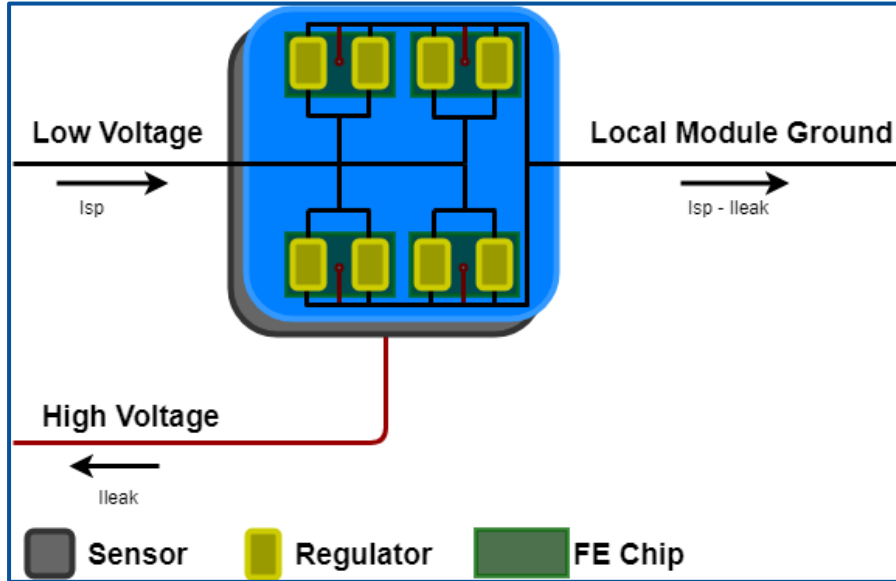 Low Voltage
Local Module Ground
Isp
Isp - Ileak
High Voltage
Ileak
Sensor
Regulator
FE Chip